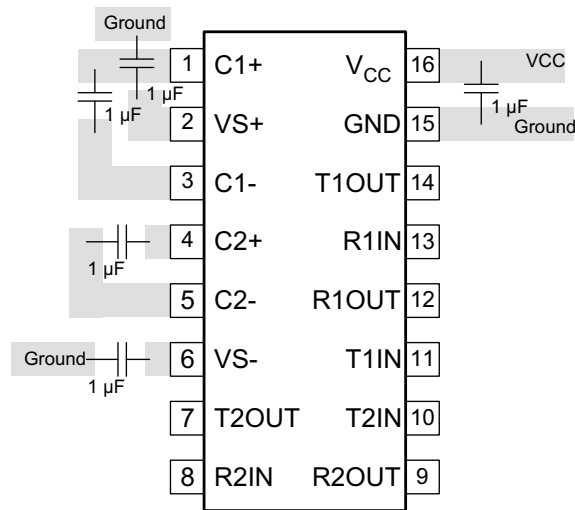 Ground
1 C1+ VCC 16 VCC
1 µF
1 µF
1 µF
2 VS+ GND 15
Ground
3 C1- T1OUT 14
4 C2+ R1IN 13
1 µF
5 C2- R1OUT 12
Ground 6 VS- T1IN 11
1 µF
7 T2OUT T2IN 10
8 R2IN R2OUT 9